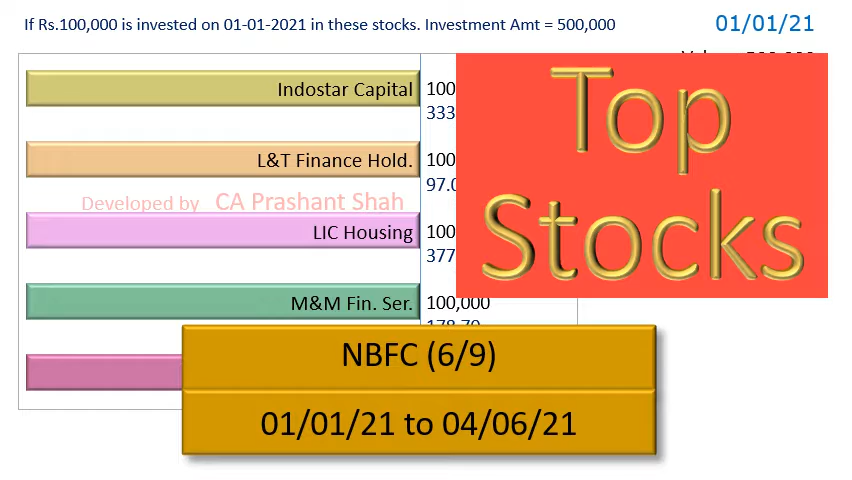 If Rs.100,000 is invested on 01-01-2021 in these stocks. Investment Amt = 500,000
01/01/21
Indostar Capital
100
333
L&T Finance Hold.
100
97.0
Developed by CA Prashant Shah
LIC Housing
100
377
M&M Fin. Ser.
100,000
178.70
Top
Stocks
NBFC (6/9)
01/01/21 to 04/06/21